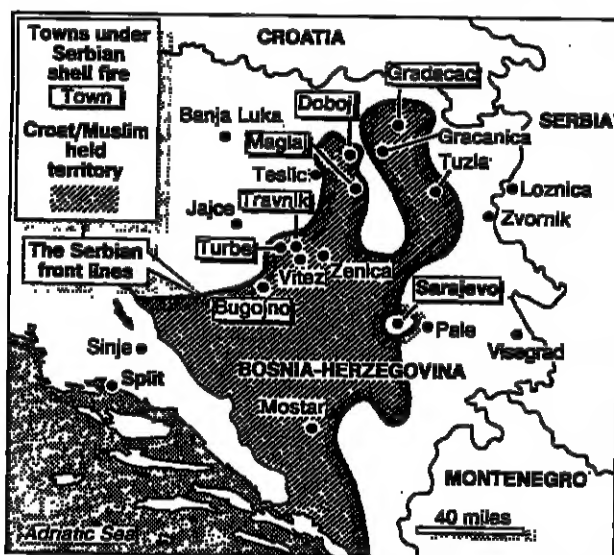 Towns under
Serbian
shell fire
Town
Croat/Muslim
held
territory
CROATIA
Gradacac
Doboj
Banja Luka
SERBIA
Maglaj
Gracanica
Tuzla
Teslic
Loznica
Travnik
Jajce
Zvornik
Turbe
The Serbian
front lines
Vitez
Zenica
Sarajevo
Bugojno
Pale
Visegrad
Sinje
BOSNIA-HERZEGOVINA
Split
Mostar
MONTENEGRO
40 miles
Adriatic Sea